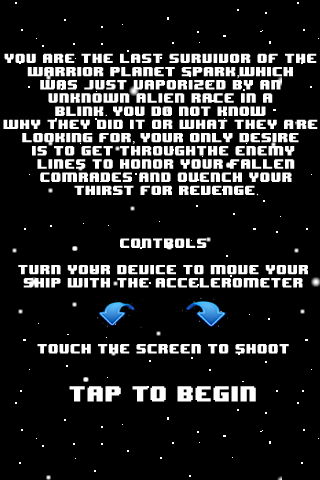 YOU ARE THE LAST SURVIVOR OF THE
WARRIOR PLANET SPARK,WHICH
WAS JUST VAPORIZED BY AN
UNKNOWN ALIEN RACE IN A
BLINK. YOU DO NOT KNOW
WHY THEY DID IT OR WHAT THEY ARE
LOOKING FOR. YOUR ONLY DESIRE
IS TO GET THROUGHTHE ENEMY
LINES TO HONOR YOUR FALLEN
COMRADES AND QUENCH YOUR
THIRST FOR REVENGE.
CONTROLS
TURN YOUR DEVICE TO MOVE YOUR
SHIP WITH THE ACCELEROMETER
TOUCH THE SCREEN TO SHOOT
TAP TO BEGIN